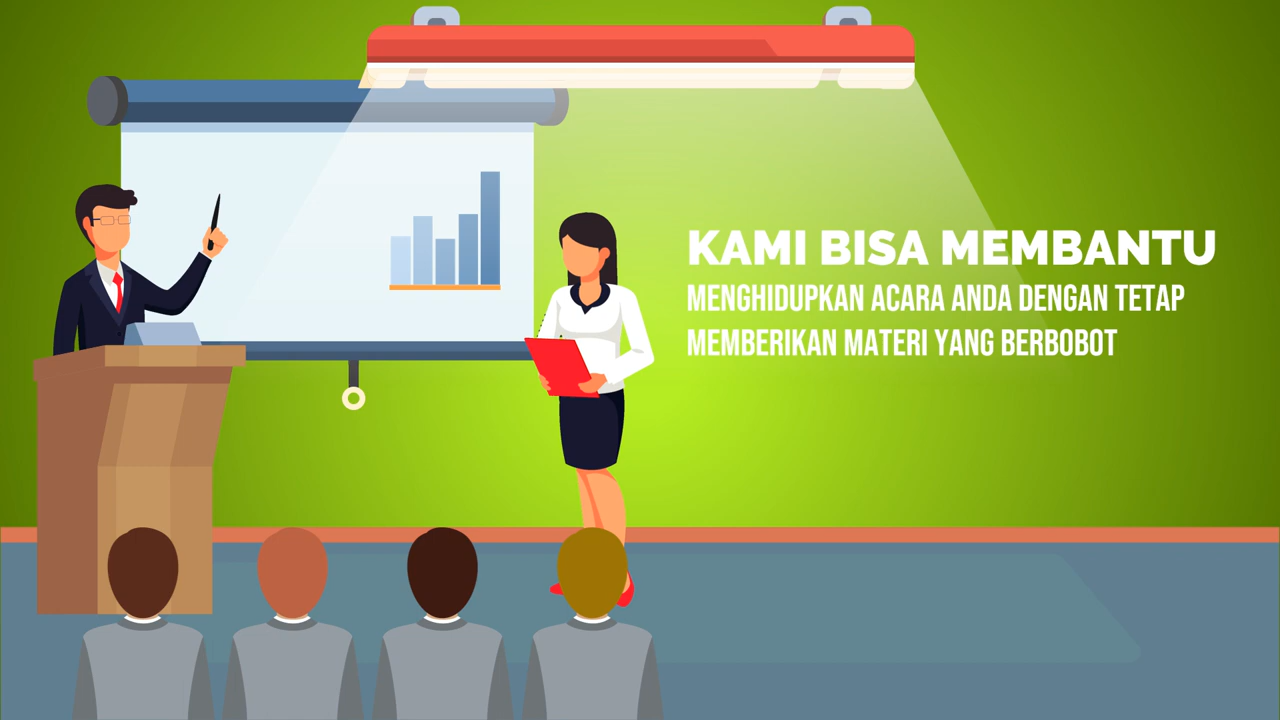 KAMI BISA MEMBANTU
MENGHIDUPKAN ACARA ANDA DENGAN TETAP
MEMBERIKAN MATERI YANG BERBOBOT